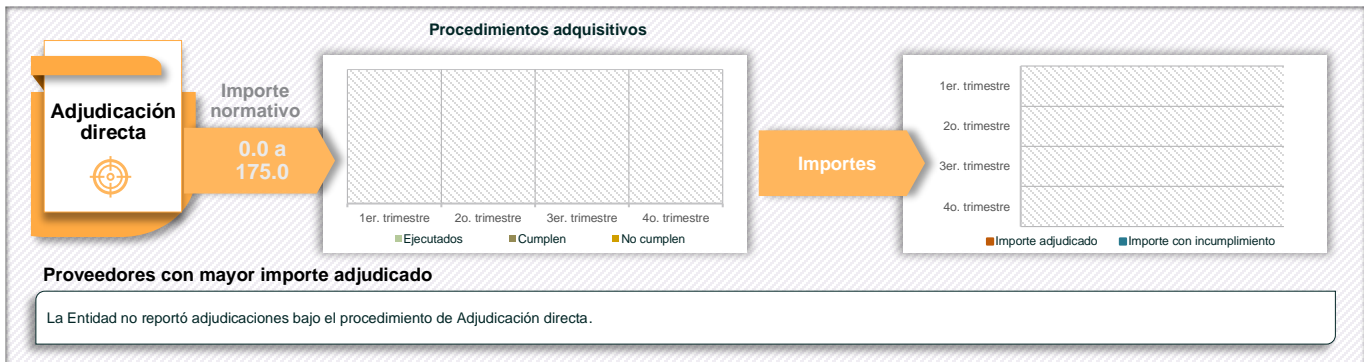 Procedimientos adquisitivos
Adjudicación
directa
Importe
normativo
0.0 a
175.0
1er. trimestre
2o. trimestre
3er. trimestre
4o. trimestre
Ejecutados
Cumplen
No cumplen
Importes
1er. trimestre
2o. trimestre
3er. trimestre
4o. trimestre
Importe adjudicado
Importe con incumplimiento
Proveedores con mayor importe adjudicado
La Entidad no reportó adjudicaciones bajo el procedimiento de Adjudicación directa.